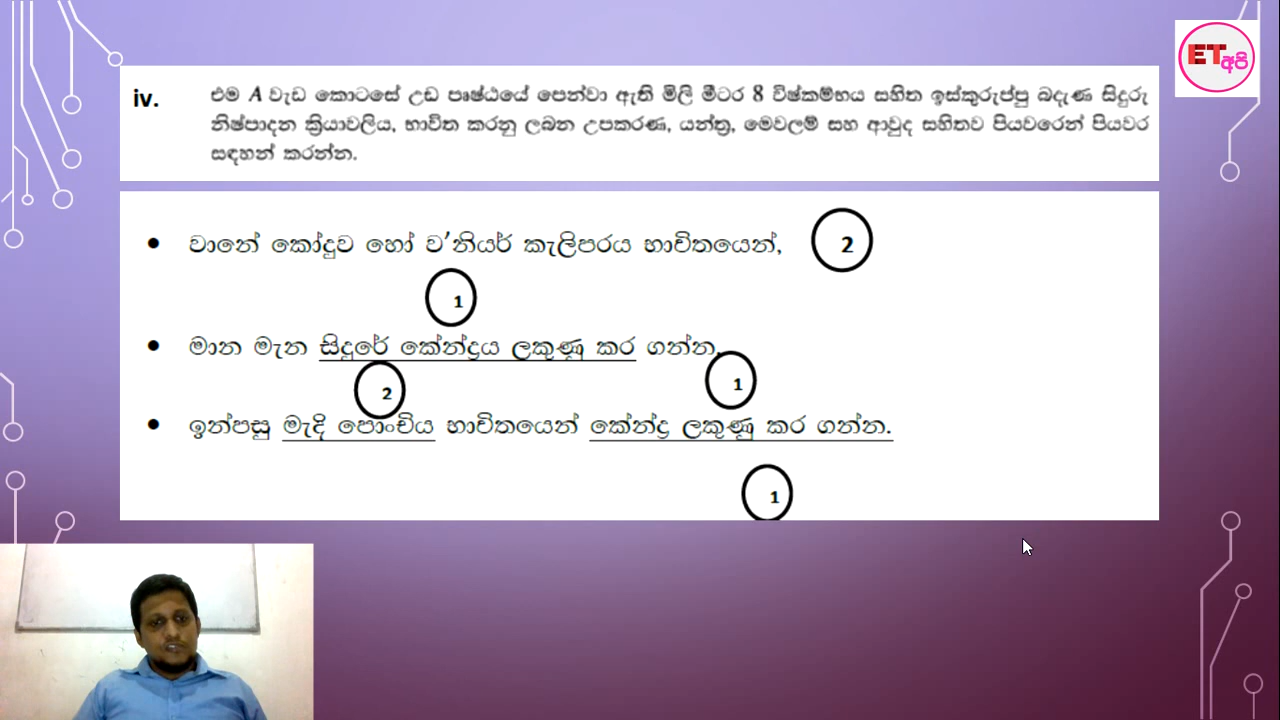 ET අපි
iv. එම A වැඩ කොටසේ උඩ පෘෂ්ඨයේ පෙන්වා ඇති මිලි මීටර 8 විෂ්කම්භය සහිත ඉස්කුරුප්පු බදැණ සිදුරු
නිෂ්පාදන ක්‍රියාවලිය, භාවිත කරනු ලබන උපකරණ, යන්ත්‍ර, මෙවලම් සහ ආවුද සහිතව පියවරෙන් පියවර
සඳහන් කරන්න.
• වානේ කෝදුව හෝ ව'නියර් කැලිපරය භාවිතයෙන්, 2
1
• මාන මැන සිදුරේ කේන්ද්‍රය ලකුණු කර ගන්න.
2 1
• ඉන්පසු මැදි පොංචිය භාවිතයෙන් කේන්ද්‍ර ලකුණු කර ගන්න.
1